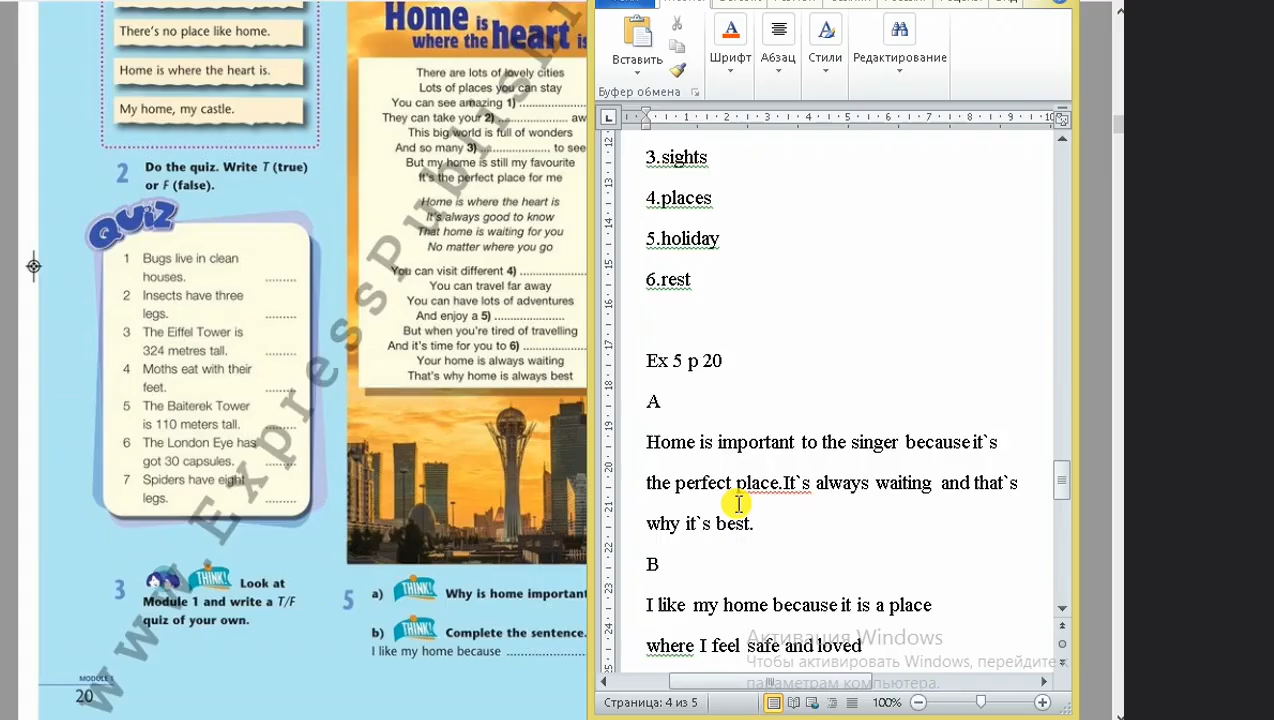 There's no place like home.
Home is where the heart is.
My home, my castle.
2 Do the quiz. Write T (true)
or F (false).
QUIZ
1 Bugs live in clean
houses. .........
2 Insects have three
legs. .........
3 The Eiffel Tower is
324 metres tall. .........
4 Moths eat with their
feet. .........
5 The Baiterek Tower
is 110 meters tall. .........
6 The London Eye has
got 30 capsules. .........
7 Spiders have eight
legs. .........
3 THINK! Look at
Module 1 and write a T/F
quiz of your own.
MODULE 1
20
Home is
where the heart is
There are lots of lovely cities
Lots of places you can stay
You can see amazing 1) ..................
They can take your 2) .................. aw
This big world is full of wonders
And so many 3) .................. to see
But my home is still my favourite
It's the perfect place for me
Home is where the heart is
It's always good to know
That home is waiting for you
No matter where you go
You can visit different 4) ..................
You can travel far away
You can have lots of adventures
And enjoy a 5) ..................
But when you're tired of travelling
And it's time for you to 6) ..................
Your home is always waiting
That's why home is always best
5 a) THINK! Why is home important
b) THINK! Complete the sentence.
I like my home because ..................
www.ExpressPublish
Вставить
Шрифт
Абзац
Стили
Редактирование
Буфер обмена
1 2 3 4 5 6 7 8 9 10
3.sights
4.places
5.holiday
6.rest
Ex 5 p 20
A
Home is important to the singer because it`s
the perfect place.It`s always waiting and that`s
why it`s best.
B
I like my home because it is a place
where I feel safe and loved
Активация Windows
Чтобы активировать Windows, перейдите к
параметрам компьютера.
Страница: 4 из 5
100%